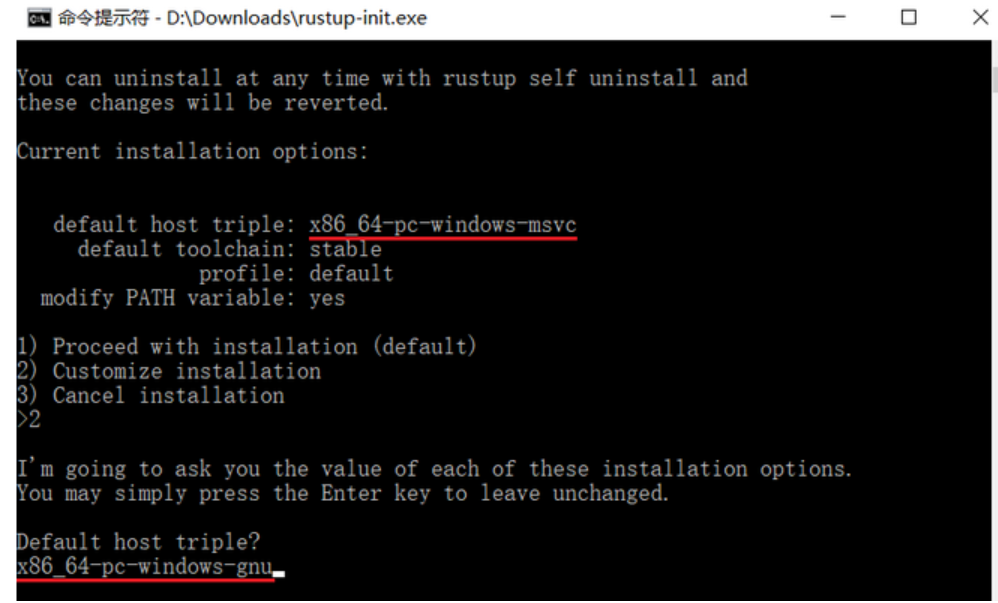 命令提示符 - D:\Downloads\rustup-init.exe
You can uninstall at any time with rustup self uninstall and
these changes will be reverted.
Current installation options:
default host triple: x86_64-pc-windows-msvc
default toolchain: stable
profile: default
modify PATH variable: yes
1) Proceed with installation (default)
2) Customize installation
3) Cancel installation
>2
I'm going to ask you the value of each of these installation options.
You may simply press the Enter key to leave unchanged.
Default host triple?
x86_64-pc-windows-gnu